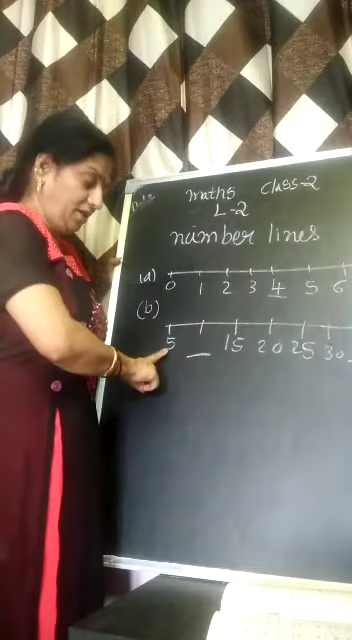 Date
Maths Class-2
L-2
number lines
(a) 0 1 2 3 4 5 6
(b)
5 __ 15 20 25 30 _